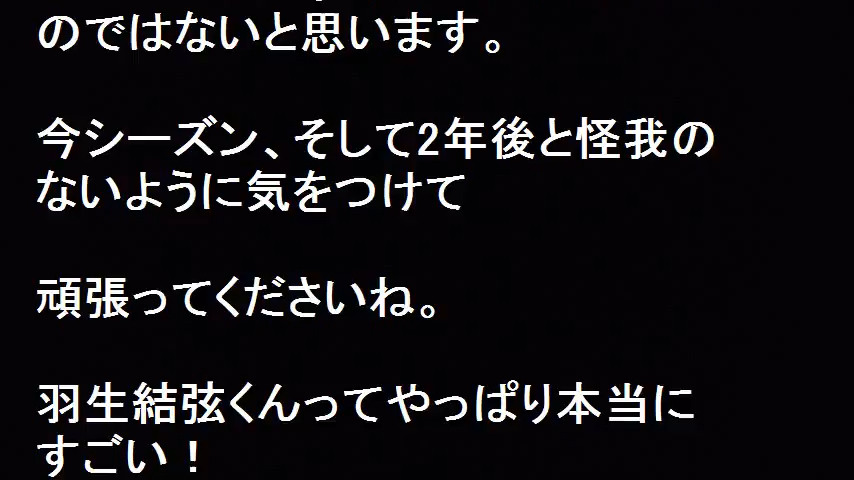 のではないと思います。
今シーズン、そして2年後と怪我の
ないように気をつけて
頑張ってくださいね。
羽生結弦くんってやっぱり本当に
すごい！